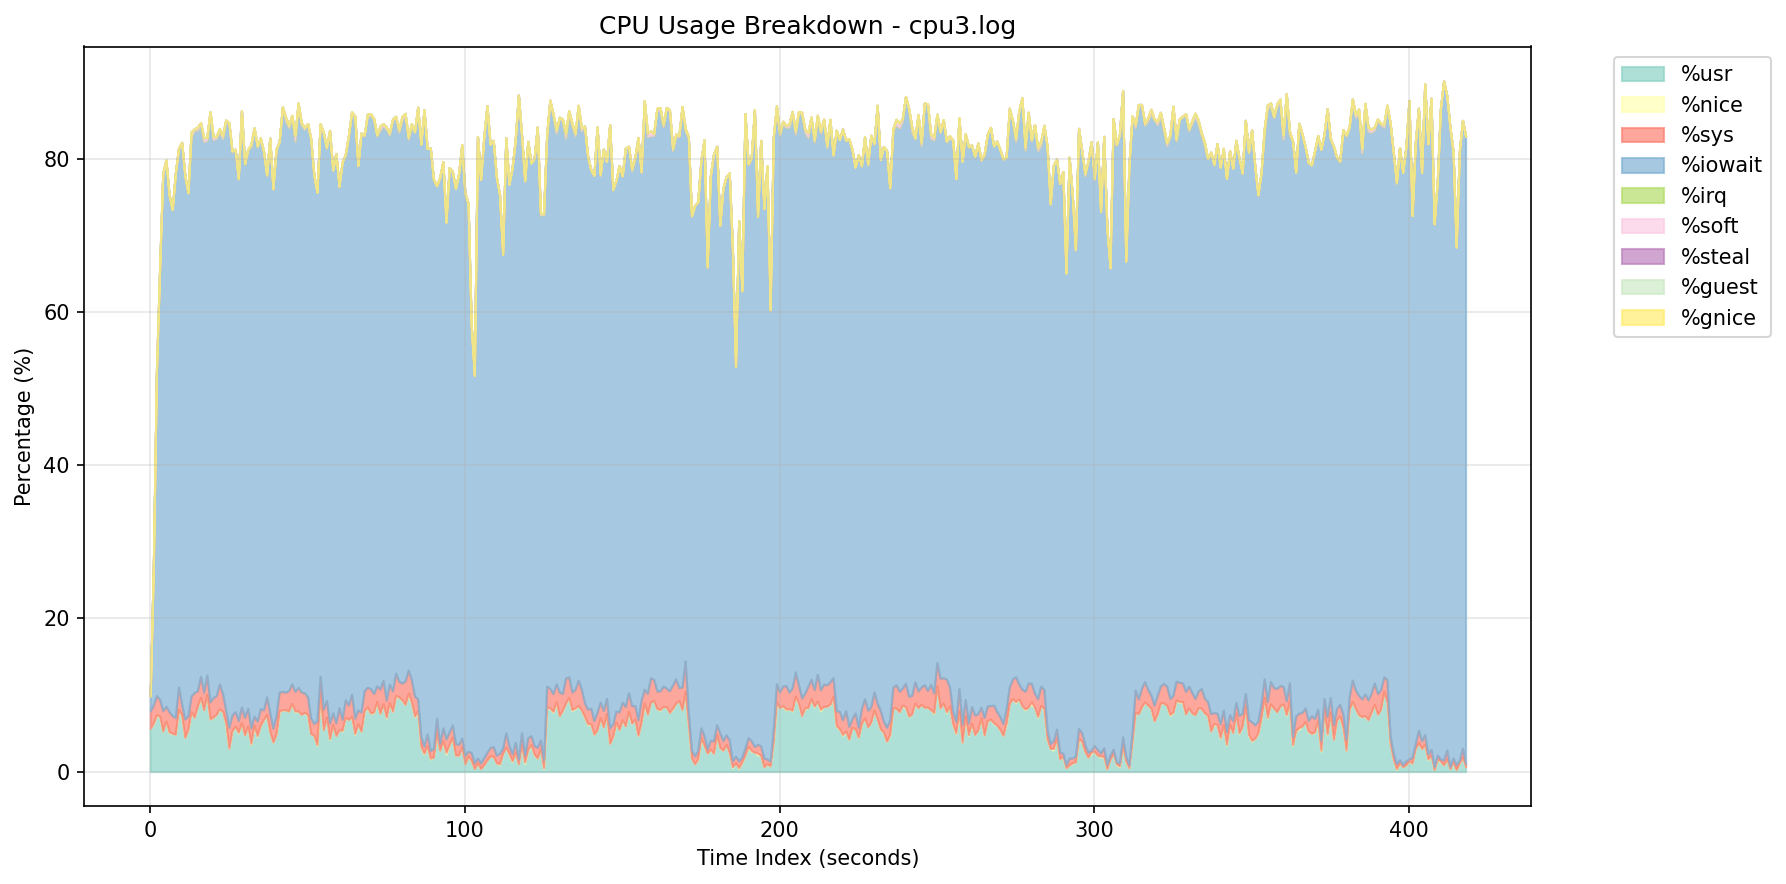 CPU Usage Breakdown - cpu3.log
%usr
%nice
%sys
%iowait
%irq
%soft
%steal
%guest
%gnice
Percentage (%)
80
60
40
20
0
0 100 200 300 400
Time Index (seconds)